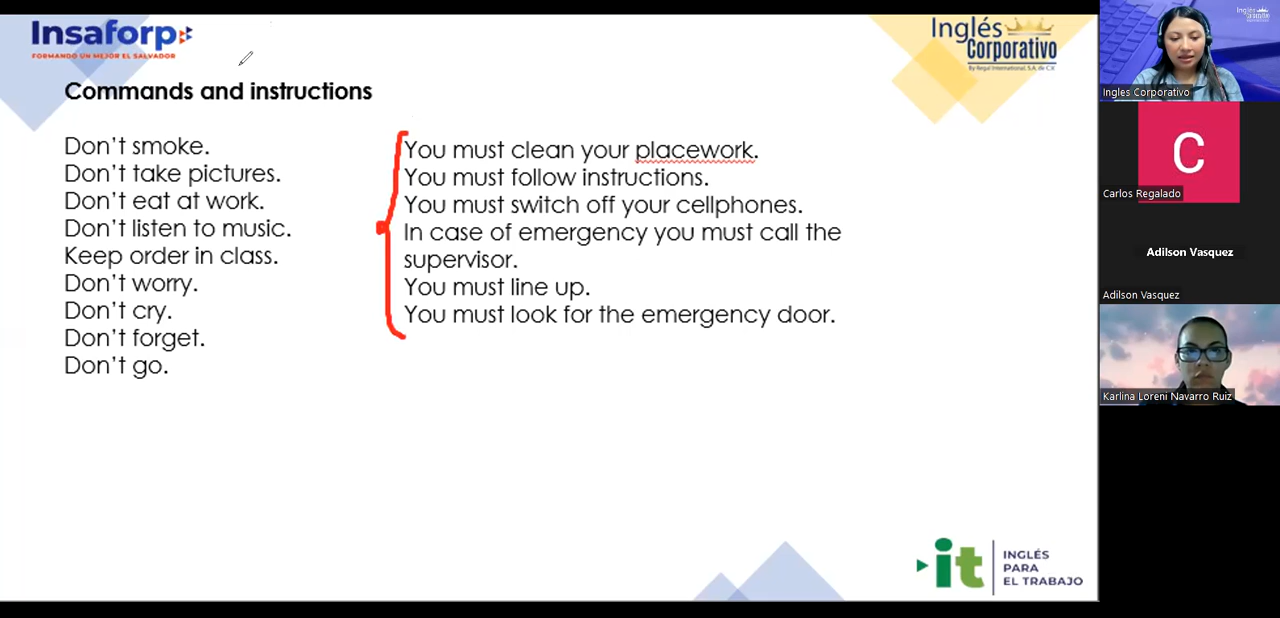 Insaforp
FORMANDO UN MEJOR EL SALVADOR
Inglés
Corporativo
By Regal International, S.A. de C.V.
Commands and instructions
Don't smoke.
Don't take pictures.
Don't eat at work.
Don't listen to music.
Keep order in class.
Don't worry.
Don't cry.
Don't forget.
Don't go.
You must clean your placework.
You must follow instructions.
You must switch off your cellphones.
In case of emergency you must call the
supervisor.
You must line up.
You must look for the emergency door.
it
INGLÉS
PARA
EL TRABAJO
Ingles Corporativo
C
Carlos Regalado
Adilson Vasquez
Adilson Vasquez
Karlina Loreni Navarro Ruiz